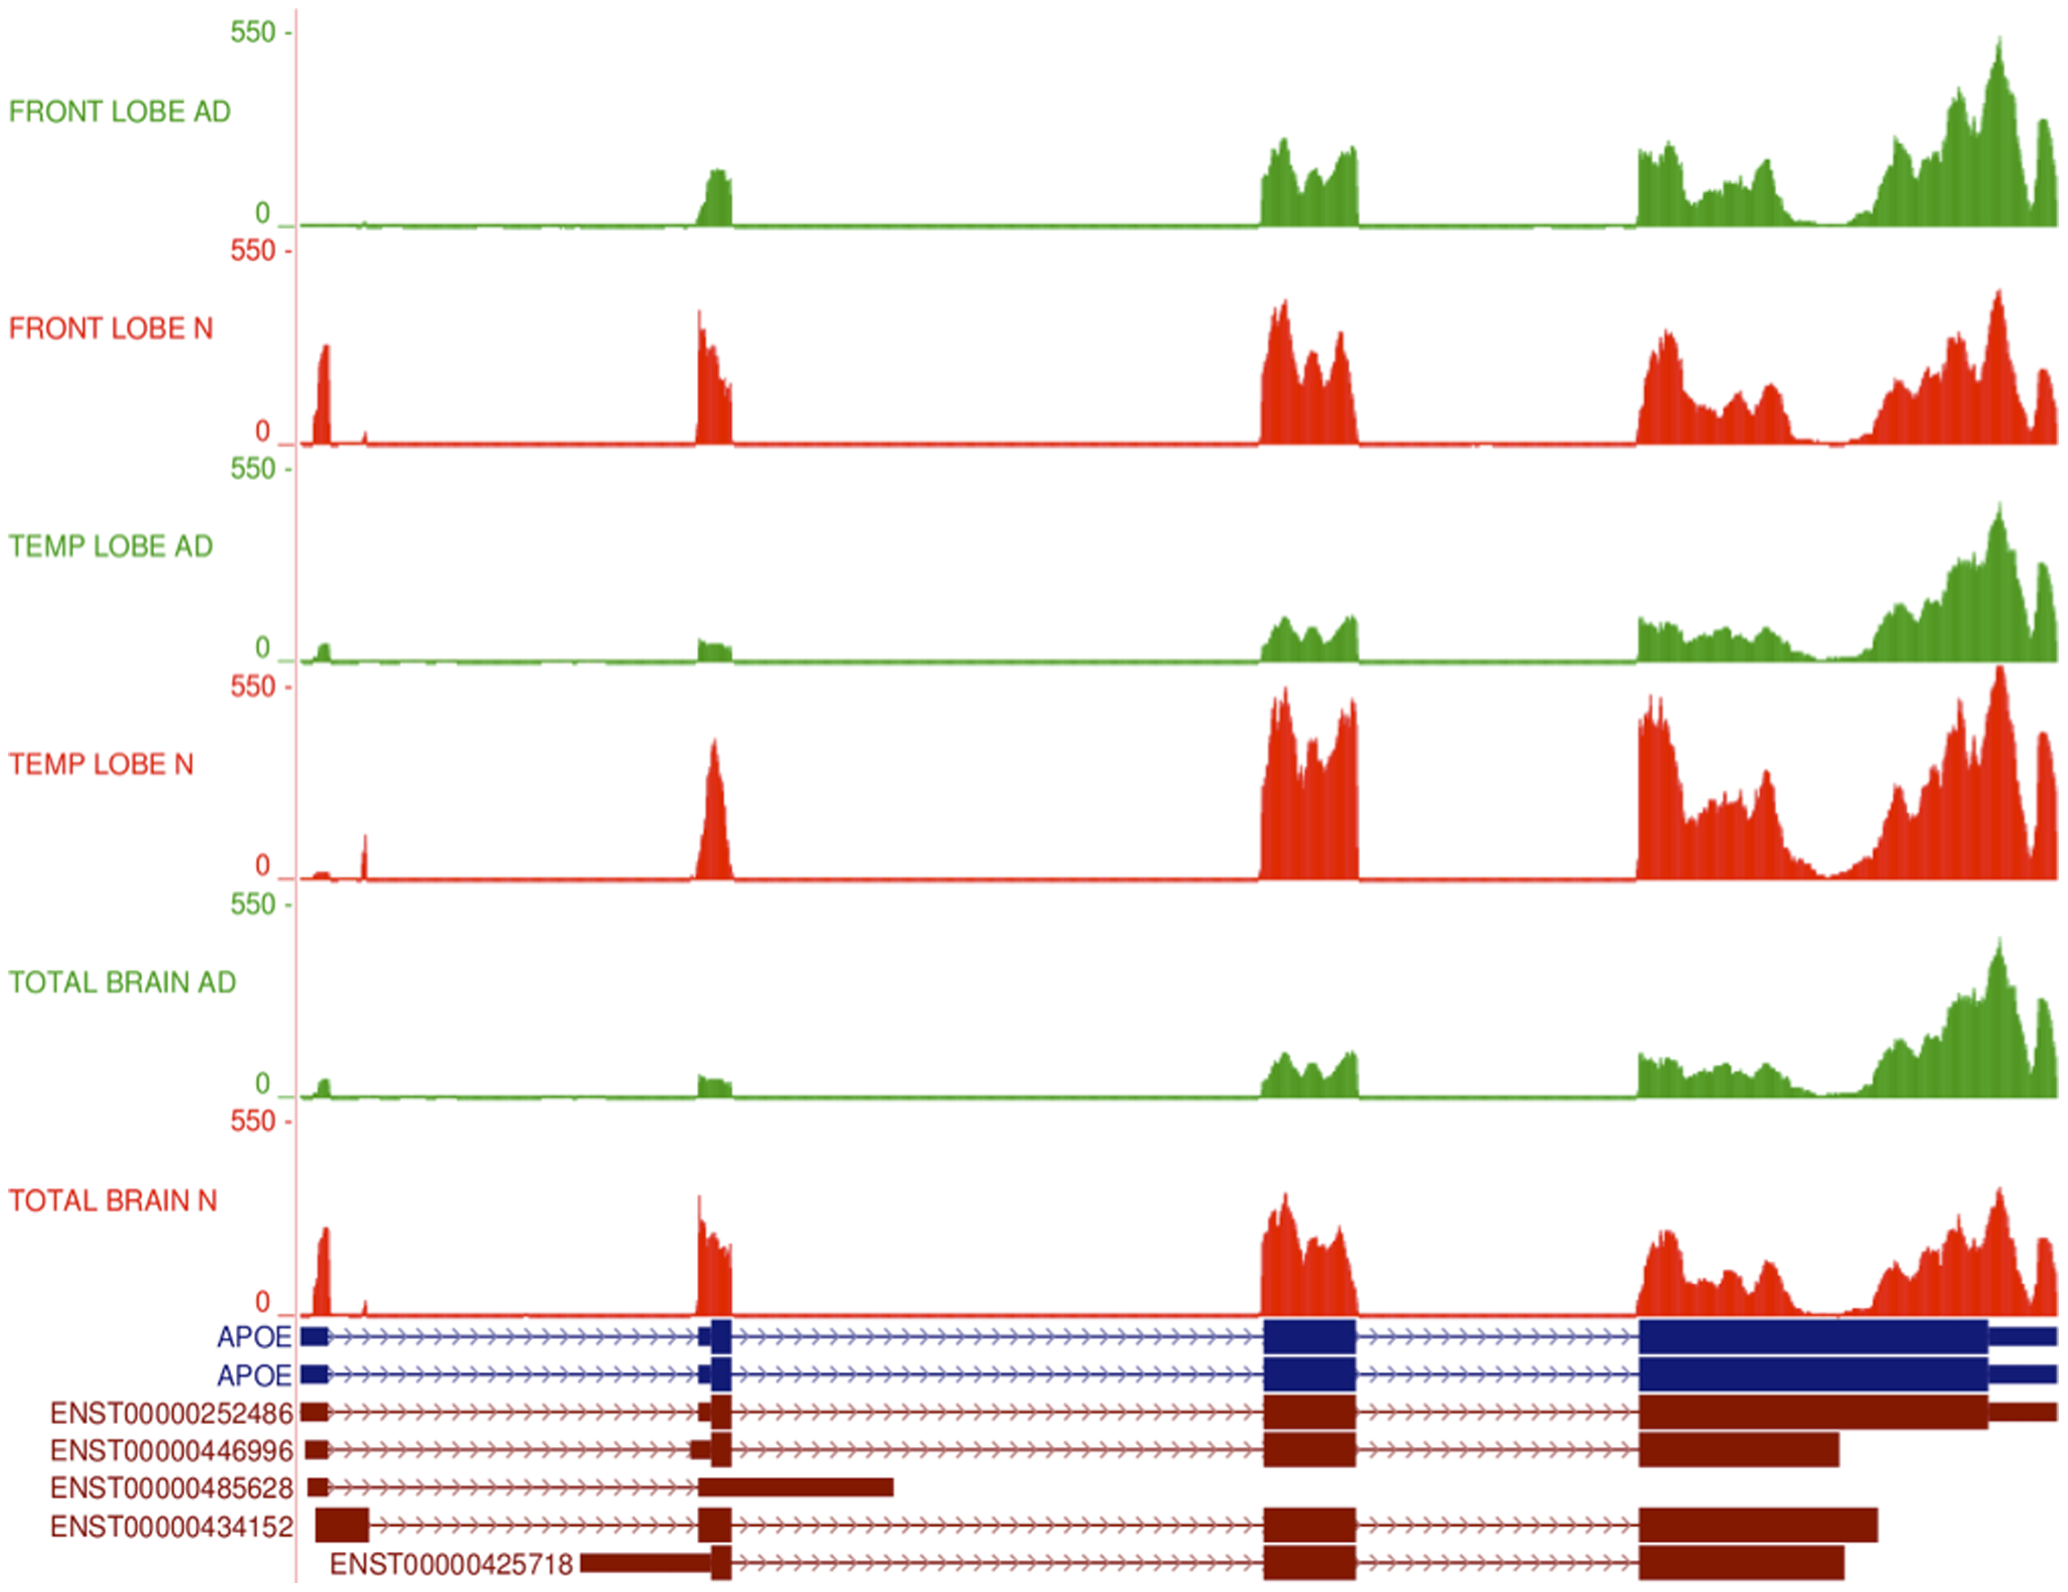 550 -
FRONT LOBE AD
0
550 -
FRONT LOBE N
0
550 -
TEMP LOBE AD
0
550 -
TEMP LOBE N
0
550 -
TOTAL BRAIN AD
0
550 -
TOTAL BRAIN N
0
APOE
APOE
ENST00000252486
ENST00000446996
ENST00000485628
ENST00000434152
ENST00000425718